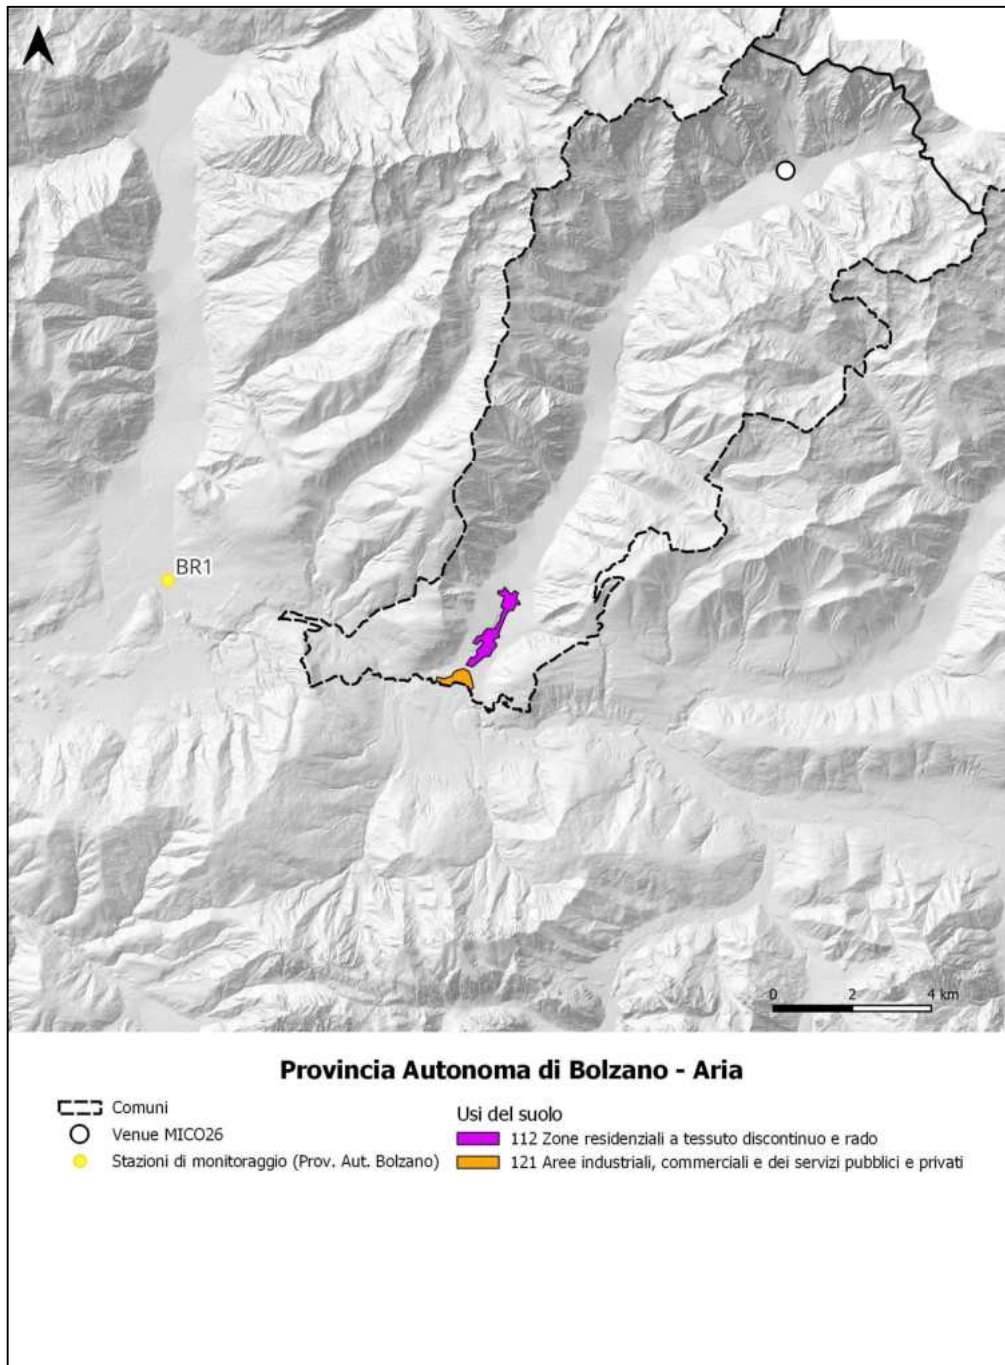 BR1
0 2 4 km
Provincia Autonoma di Bolzano - Aria
Comuni
Venue MICO26
Stazioni di monitoraggio (Prov. Aut. Bolzano)
Usi del suolo
112 Zone residenziali a tessuto discontinuo e rado
121 Aree industriali, commerciali e dei servizi pubblici e privati